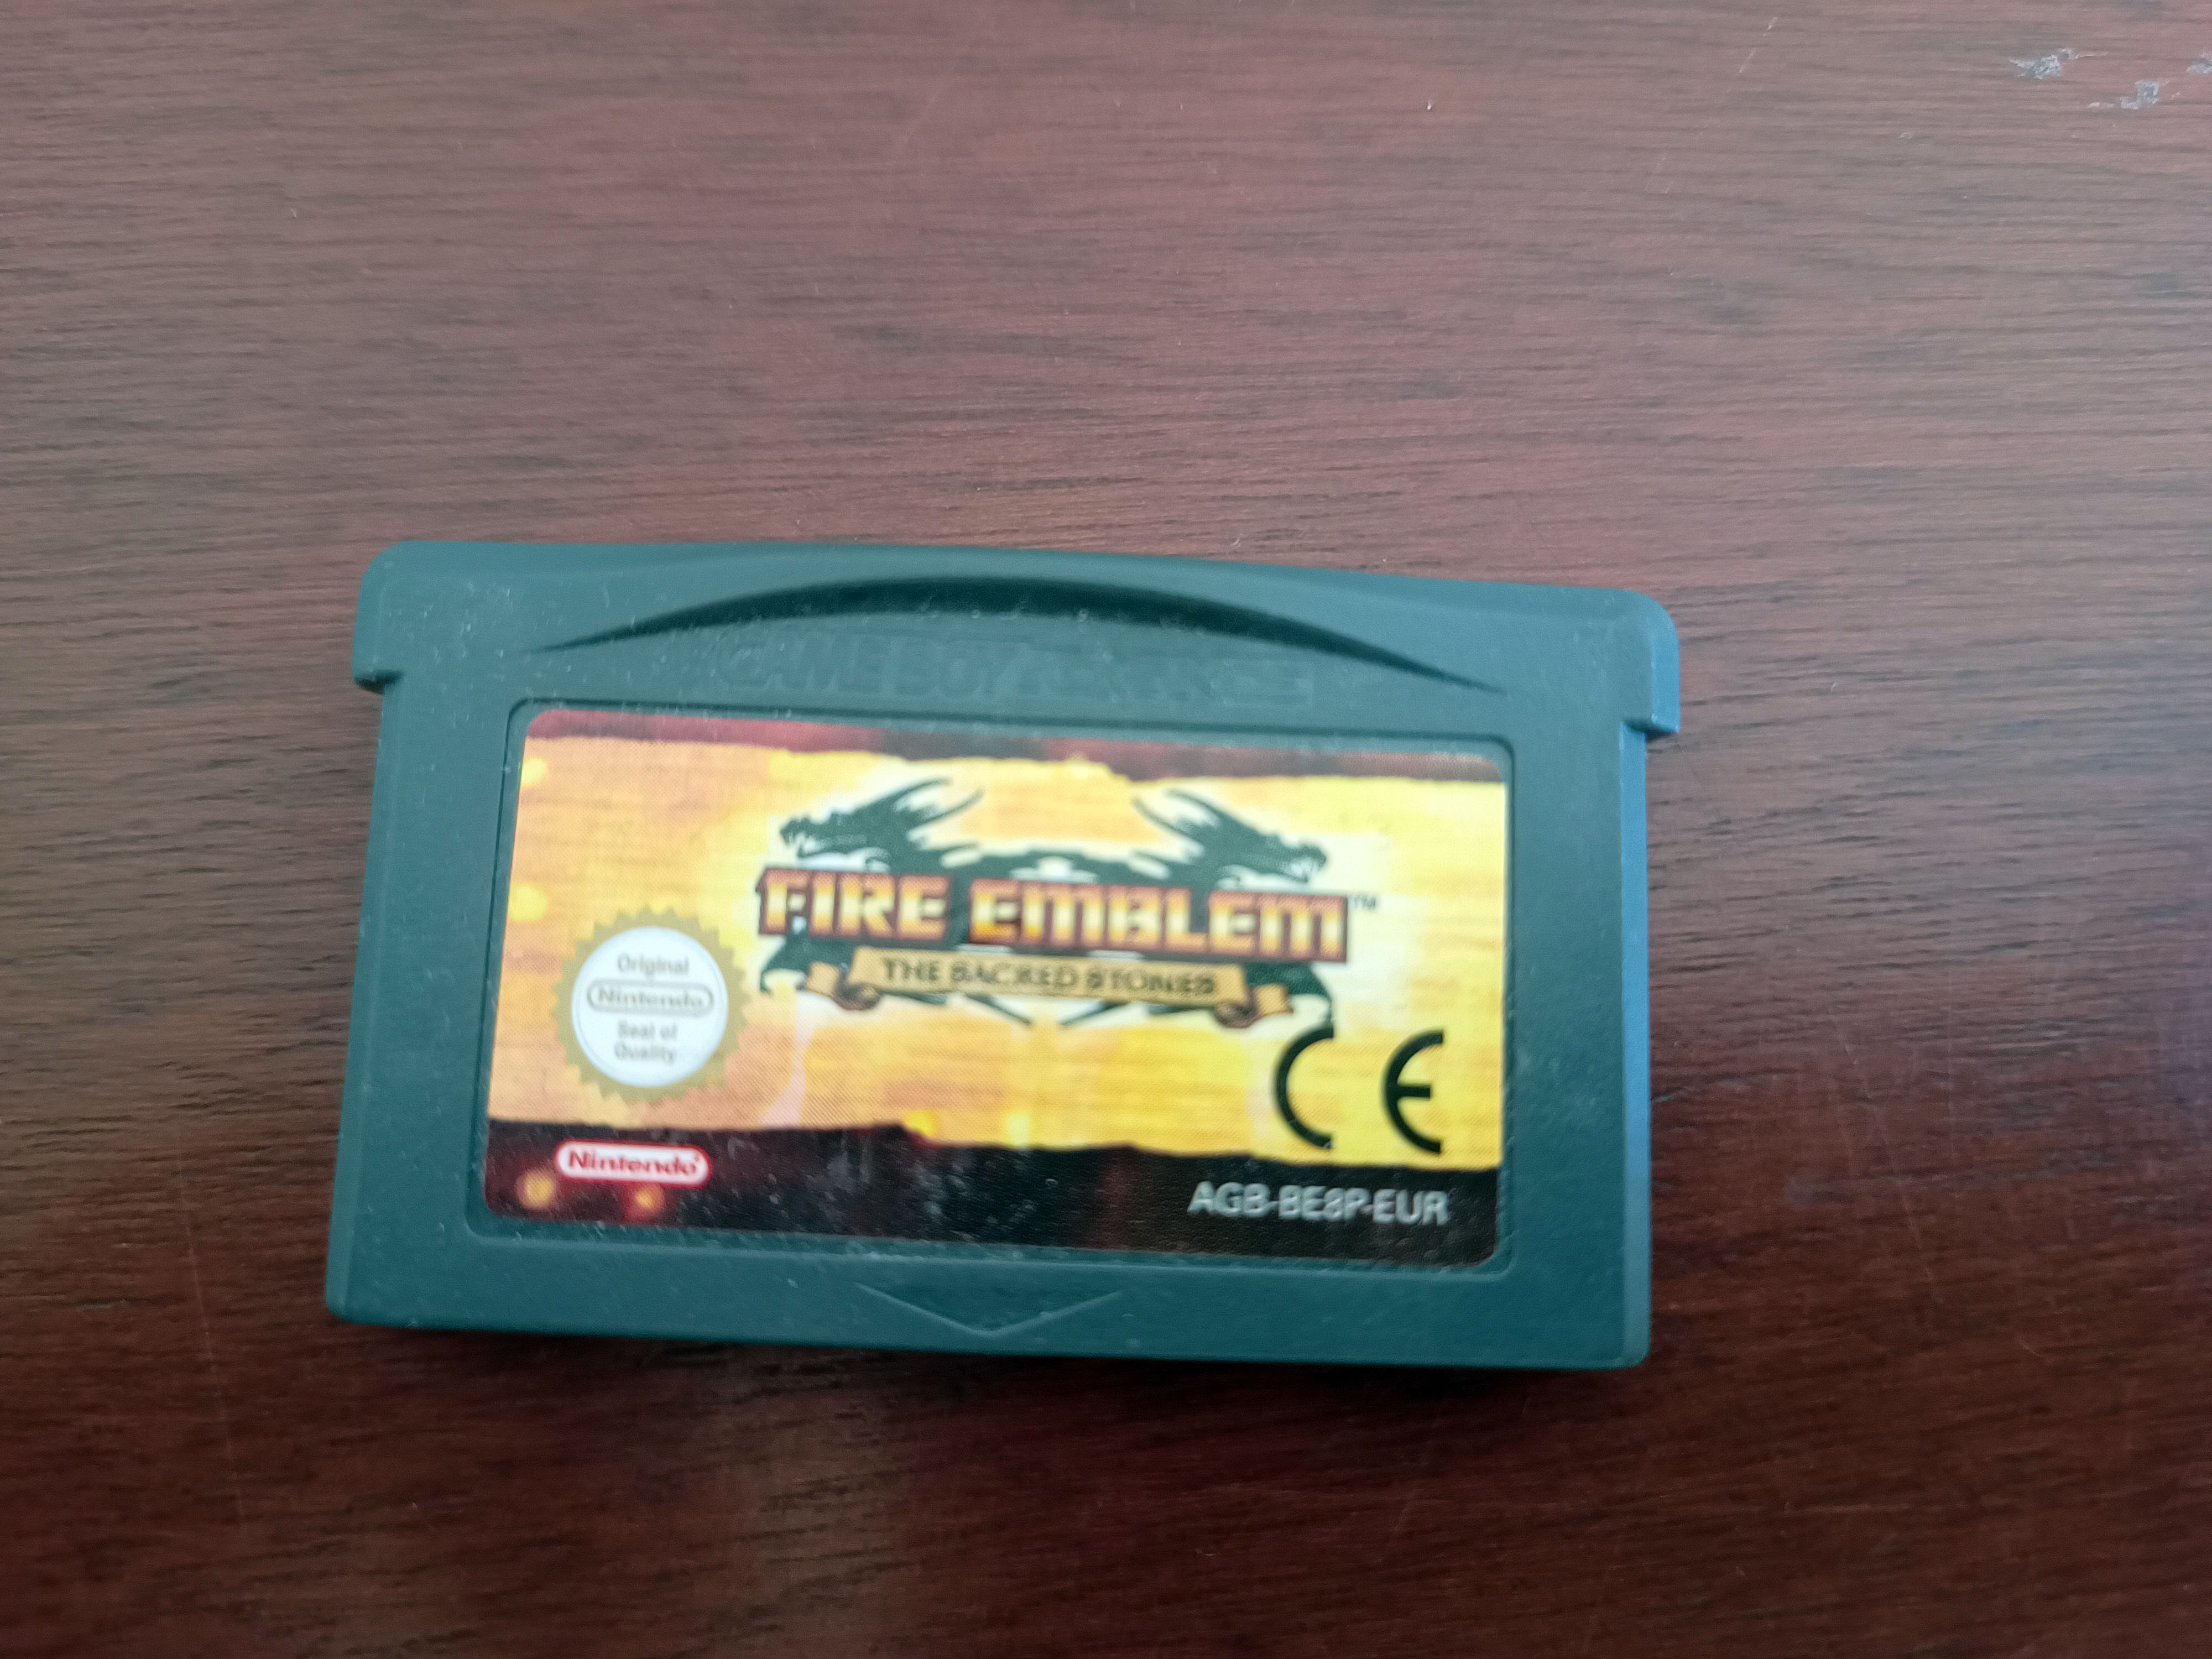 GAME BOY ADVANCE
FIRE EMBLEM™
THE SACRED STONES
Original
Nintendo
Seal of
Quality
CE
Nintendo®
AGB-BE8P-EUR